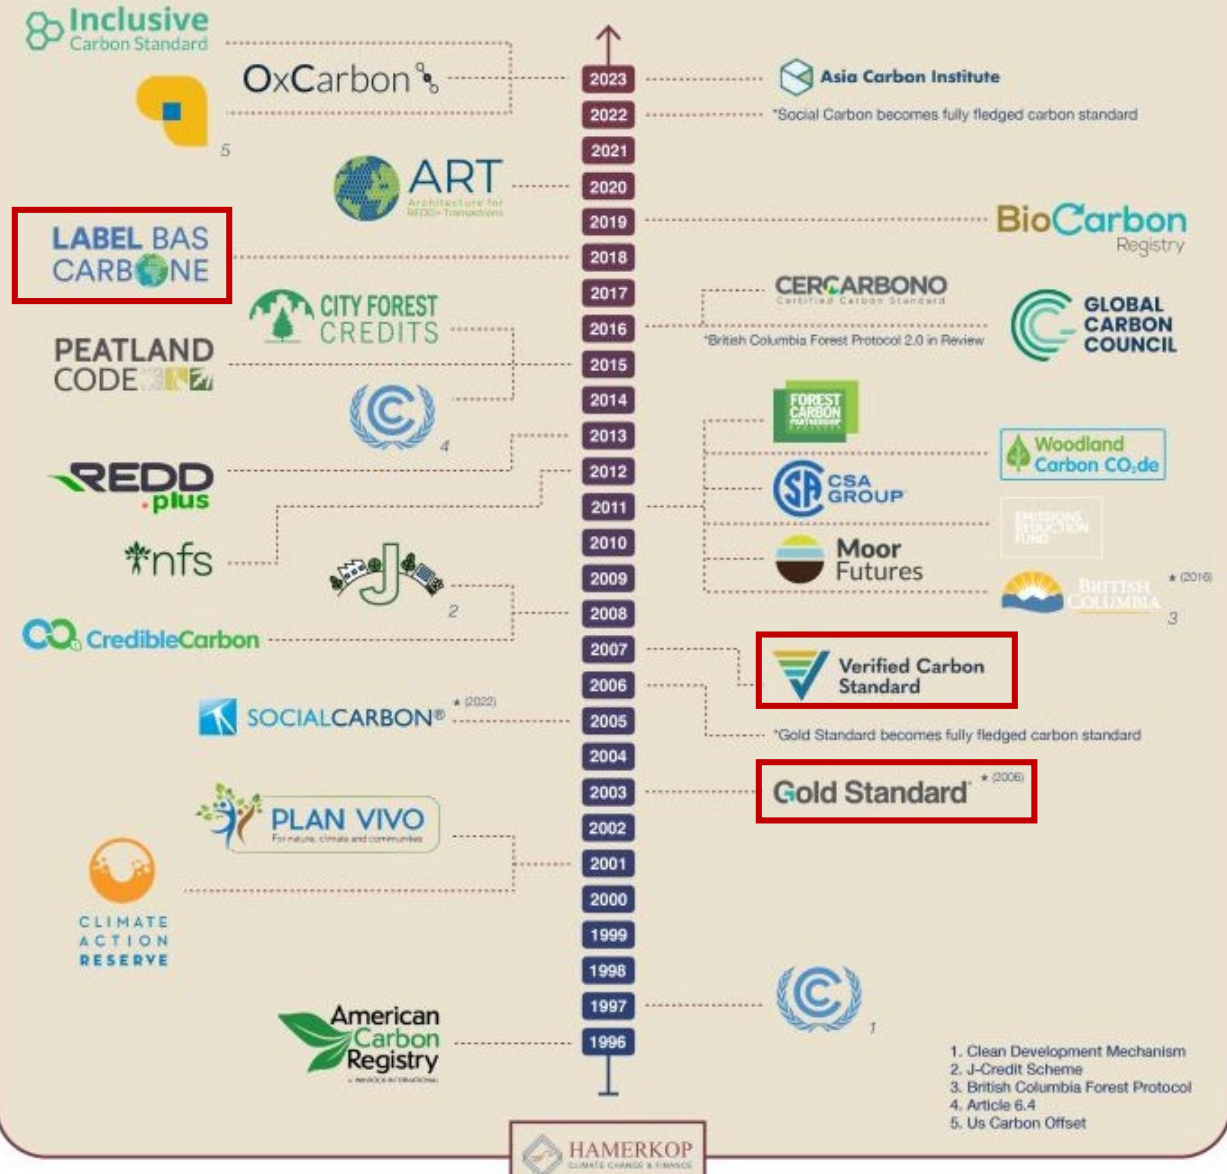 Inclusive
Carbon Standard
OxCarbon
5
2023
Asia Carbon Institute
2022
*Social Carbon becomes fully fledged carbon standard
2021
ART
Architecture for
REDD+ Transactions
2020
2019
BioCarbon
Registry
LABEL BAS
CARBONE
2018
2017
CERCARBONO
Certified Carbon Standard
CITY FOREST
CREDITS
2016
GLOBAL
CARBON
COUNCIL
*British Columbia Forest Protocol 2.0 in Review
PEATLAND
CODE
2015
2014
C
4
FOREST
CARBON
PARTNERSHIP
2013
Woodland
Carbon CO2de
REDD
.plus
2012
SA
CSA
GROUP
2011
EMISSIONS
REDUCTION
FUND
nfs
2010
Moor
Futures
J
2
2009
BRITISH
COLUMBIA
★ (2016)
3
2008
CredibleCarbon
2007
Verified Carbon
Standard
2006
SOCIALCARBON®
★ (2022)
2005
*Gold Standard becomes fully fledged carbon standard
2004
2003
Gold Standard
★ (2006)
PLAN VIVO
For nature, climate and communities
2002
2001
2000
CLIMATE
ACTION
RESERVE
1999
1998
1997
C
1
American
Carbon
Registry
1996
1. Clean Development Mechanism
2. J-Credit Scheme
3. British Columbia Forest Protocol
4. Article 6.4
5. Us Carbon Offset
HAMERKOP
CLIMATE CHANGE & FINANCE